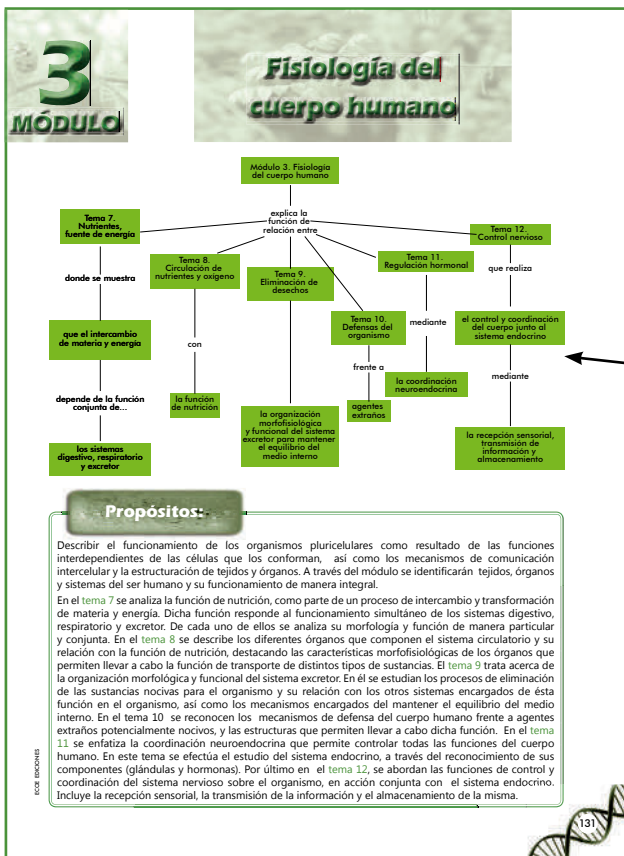 3
MÓDULO
Fisiología del
cuerpo humano
Módulo 3. Fisiología
del cuerpo humano
explica la
función de
relación entre
Tema 7.
Nutrientes,
fuente de energía
donde se muestra
que el intercambio
de materia y energía
depende de la función
conjunta de...
los sistemas
digestivo, respiratorio
y excretor
Tema 8.
Circulación de
nutrientes y oxígeno
con
la función
de nutrición
Tema 9.
Eliminación de
desechos
la organización
morfofisiológica
y funcional del sistema
excretor para mantener
el equilibrio del
medio interno
Tema 10.
Defensas del
organismo
frente a
agentes
extraños
Tema 11.
Regulación hormonal
mediante
la coordinación
neuroendocrina
Tema 12.
Control nervioso
que realiza
el control y coordinación
del cuerpo junto al
sistema endocrino
mediante
la recepción sensorial,
transmisión de
información y
almacenamiento
Propósitos:
Describir el funcionamiento de los organismos pluricelulares como resultado de las funciones
interdependientes de las células que los conforman, así como los mecanismos de comunicación
intercelular y la estructuración de tejidos y órganos. A través del módulo se identificarán tejidos, órganos
y sistemas del ser humano y su funcionamiento de manera integral.
En el tema 7 se analiza la función de nutrición, como parte de un proceso de intercambio y transformación
de materia y energía. Dicha función responde al funcionamiento simultáneo de los sistemas digestivo,
respiratorio y excretor. De cada uno de ellos se analiza su morfología y función de manera particular
y conjunta. En el tema 8 se describe los diferentes órganos que componen el sistema circulatorio y su
relación con la función de nutrición, destacando las características morfofisiológicas de los órganos que
permiten llevar a cabo la función de transporte de distintos tipos de sustancias. El tema 9 trata acerca de
la organización morfológica y funcional del sistema excretor. En él se estudian los procesos de eliminación
de las sustancias nocivas para el organismo y su relación con los otros sistemas encargados de ésta
función en el organismo, así como los mecanismos encargados del mantener el equilibrio del medio
interno. En el tema 10 se reconocen los mecanismos de defensa del cuerpo humano frente a agentes
extraños potencialmente nocivos, y las estructuras que permiten llevar a cabo dicha función. En el tema
11 se enfatiza la coordinación neuroendocrina que permite controlar todas las funciones del cuerpo
humano. En este tema se efectúa el estudio del sistema endocrino, a través del reconocimiento de sus
componentes (glándulas y hormonas). Por último en el tema 12, se abordan las funciones de control y
coordinación del sistema nervioso sobre el organismo, en acción conjunta con el sistema endocrino.
Incluye la recepción sensorial, la transmisión de la información y el almacenamiento de la misma.
ECOE EDICIONES
131